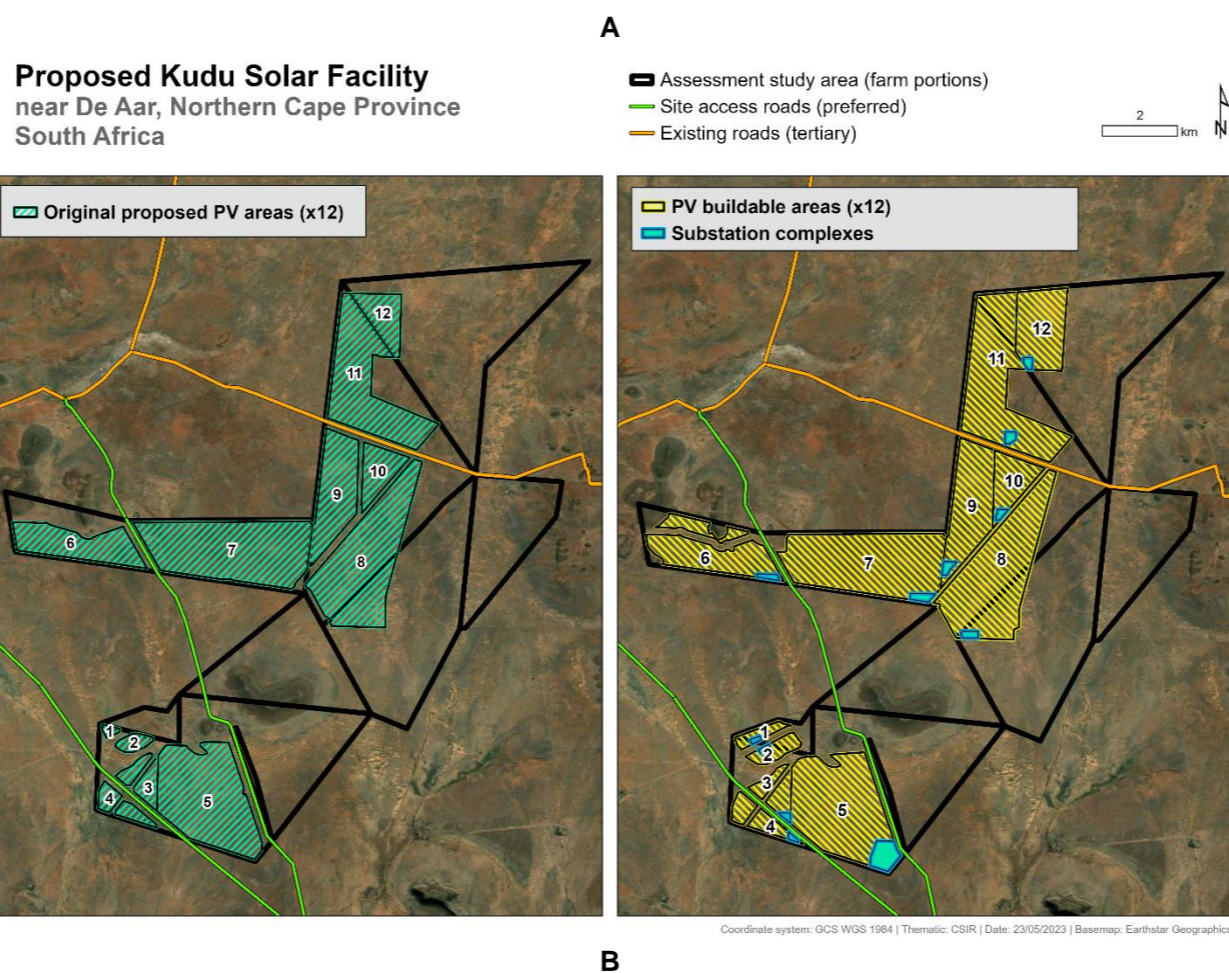 A
Proposed Kudu Solar Facility
near De Aar, Northern Cape Province
South Africa
Assessment study area (farm portions)
Site access roads (preferred)
Existing roads (tertiary)
2
km
N
Original proposed PV areas (x12)
12
11
10
9
8
7
6
1
2
3
4
5
PV buildable areas (x12)
Substation complexes
12
11
10
9
8
7
6
1
2
3
4
5
Coordinate system: GCS WGS 1984 | Thematic: CSIR | Date: 23/05/2023 | Basemap: Earthstar Geographics
B